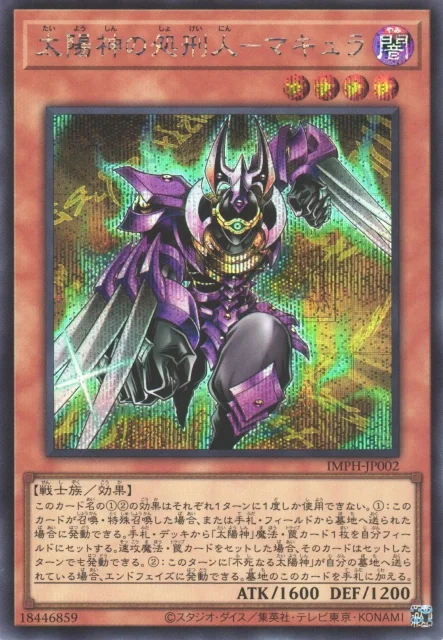 太陽神の処刑人－マキュラ
闇
IMPH-JP002
【戦士族／効果】
このカード名の①②の効果はそれぞれ1ターンに1度しか使用できない。①：この
カードが召喚・特殊召喚した場合、または手札・フィールドから墓地へ送られた
場合に発動できる。手札・デッキから「太陽神」魔法・罠カード1枚を自分フィー
ルドにセットする。速攻魔法・罠カードをセットした場合、そのカードはセットした
ターンでも発動できる。②：このターンに「不死なる太陽神」が自分の墓地へ送ら
れている場合、エンドフェイズに発動できる。墓地のこのカードを手札に加える。
ATK/1600 DEF/1200
18446859
©スタジオ・ダイス／集英社・テレビ東京・KONAMI